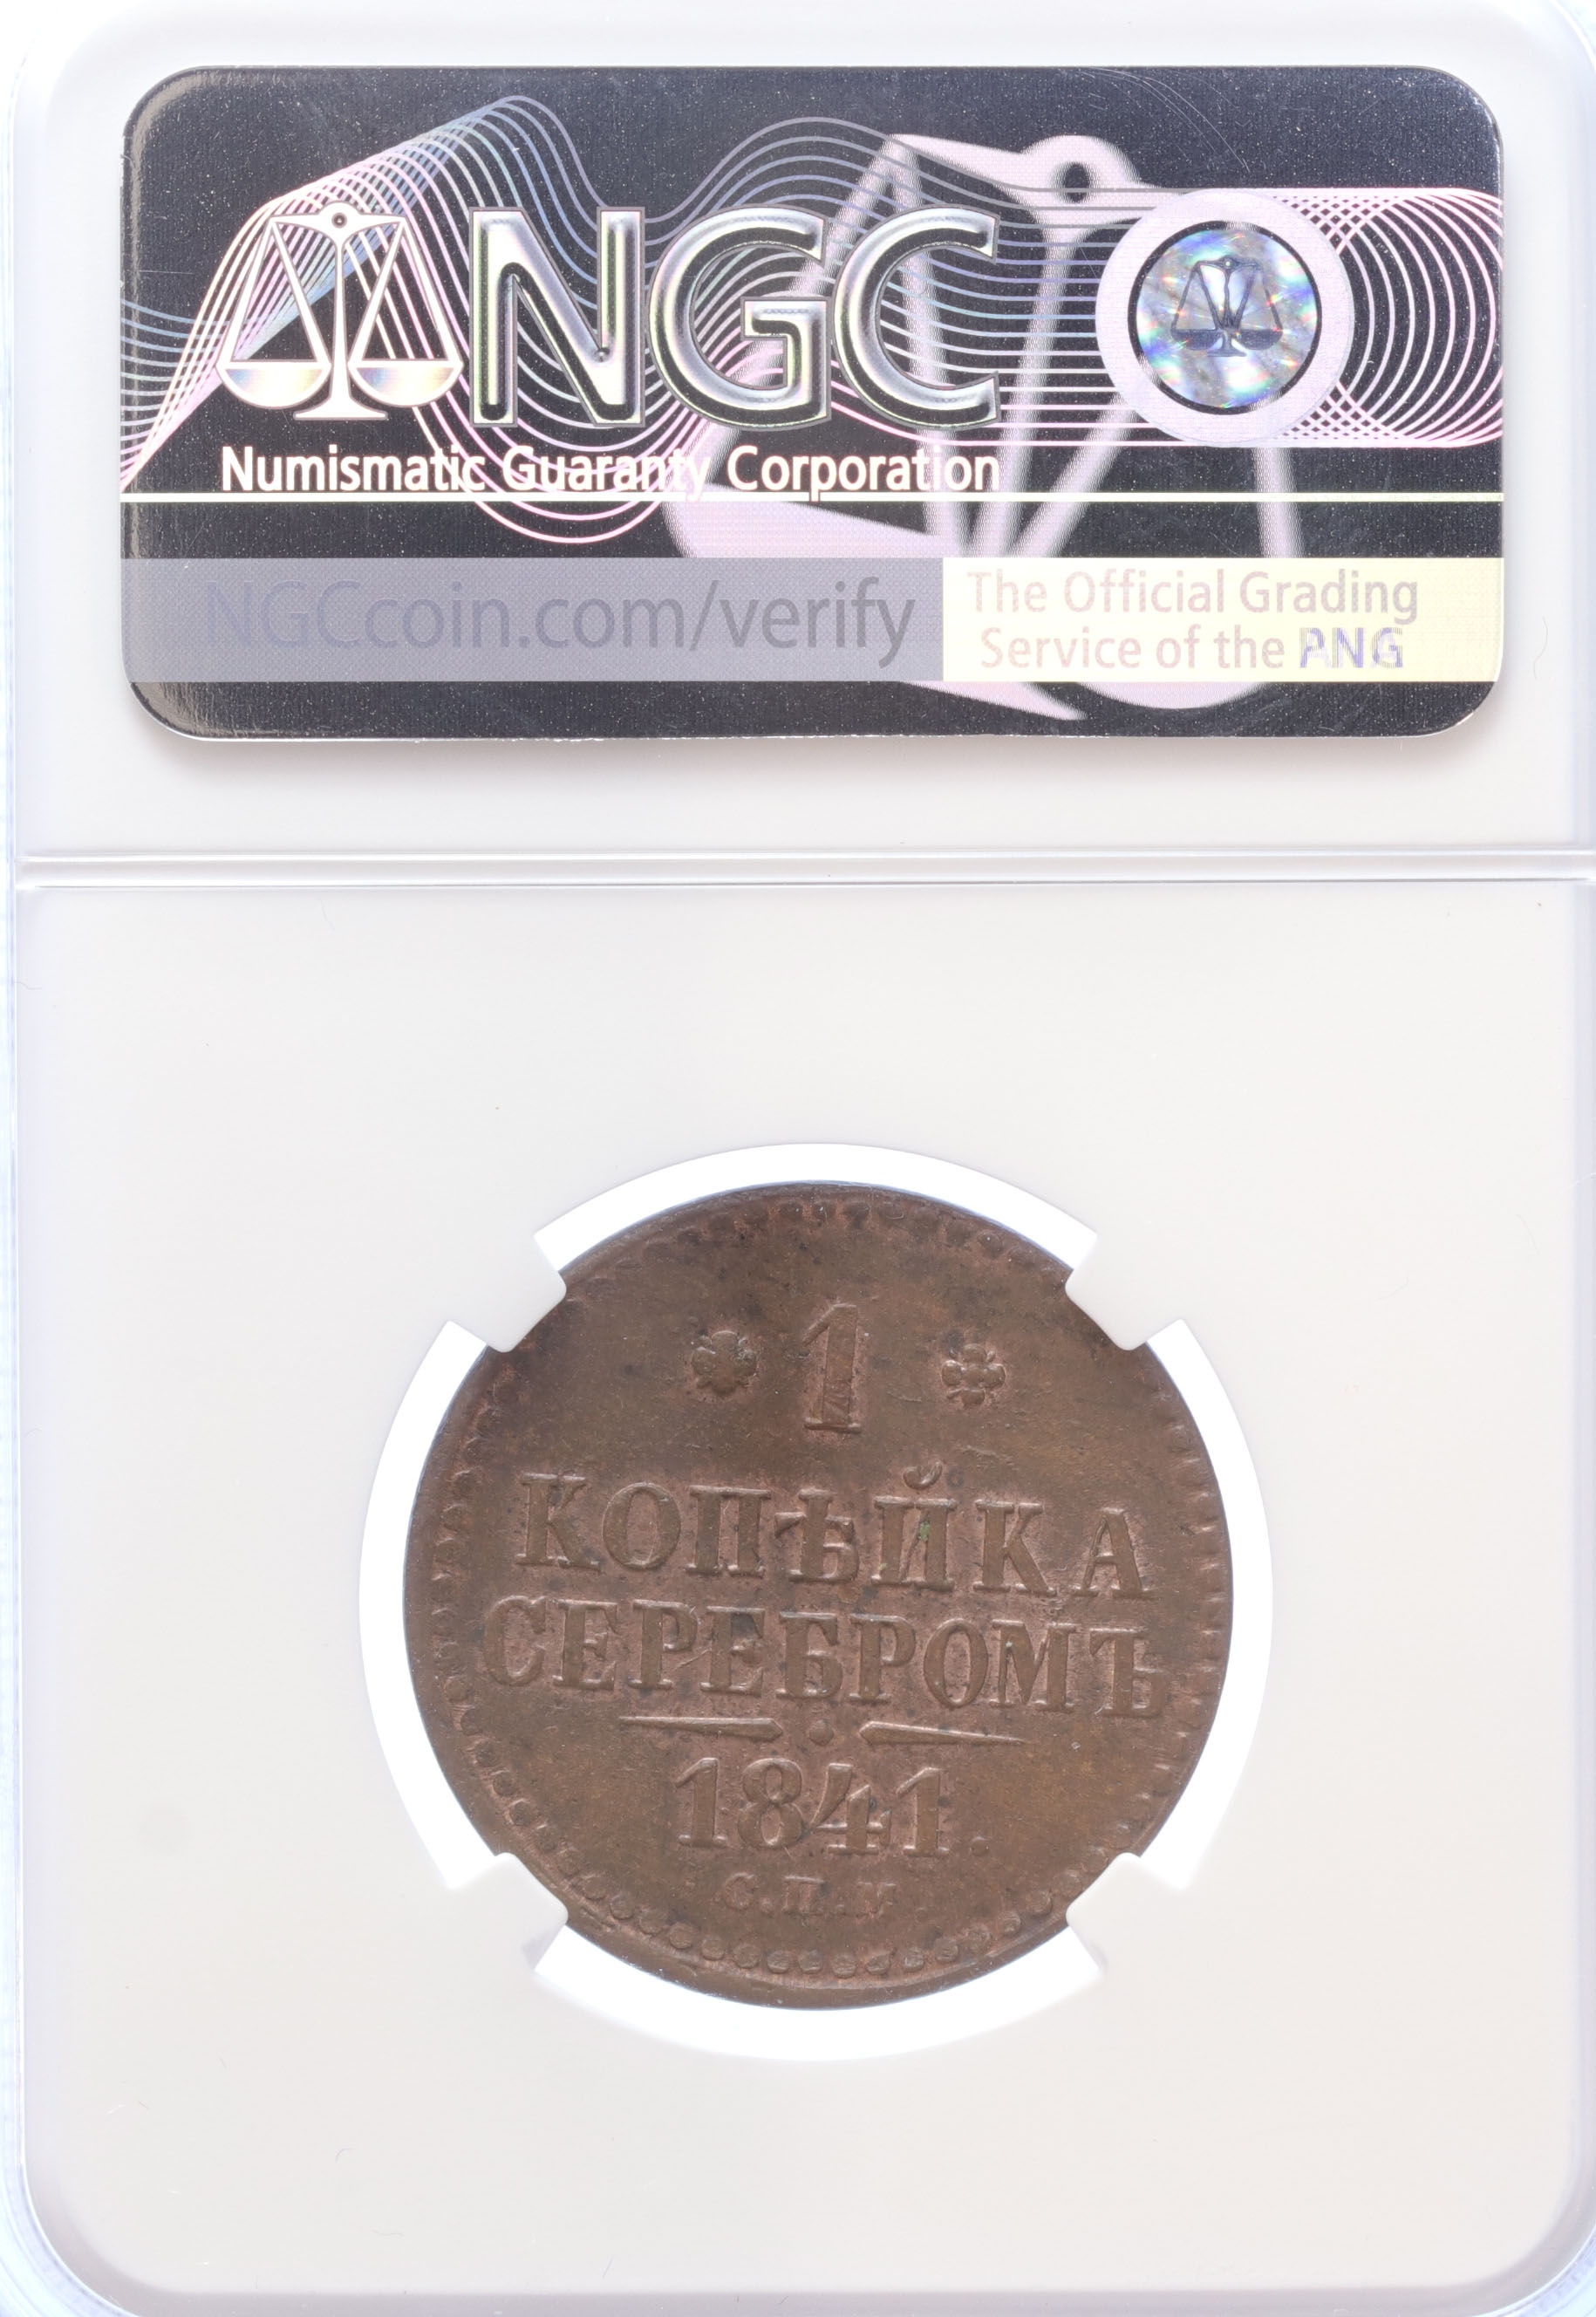 NGC
Numismatic Guaranty Corporation
NGCcoin.com/verify
The Official Grading
Service of the PNG
1
КОПѢЙКА
СЕРЕБРОМЪ
1841.
С.П.М.